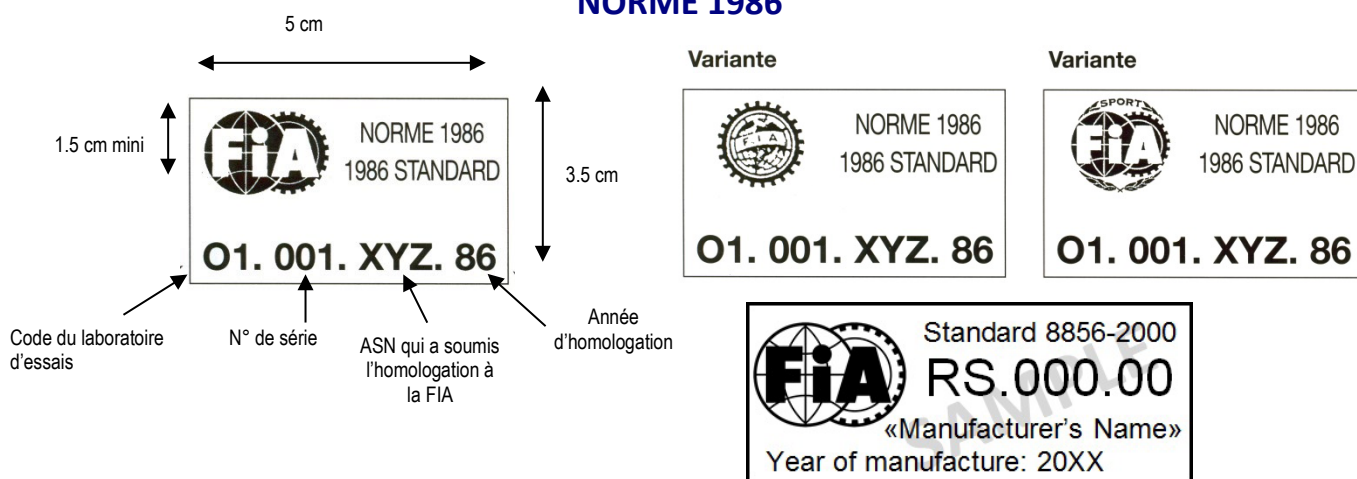 NORME 1986
5 cm
1.5 cm mini
3.5 cm
FiA
NORME 1986
1986 STANDARD
O1. 001. XYZ. 86
Code du laboratoire
d'essais
N° de série
ASN qui a soumis
l'homologation à
la FIA
Année
d'homologation
Variante
F.I.A
NORME 1986
1986 STANDARD
O1. 001. XYZ. 86
Variante
SPORT
FiA
NORME 1986
1986 STANDARD
O1. 001. XYZ. 86
FiA
Standard 8856-2000
RS.000.00
«Manufacturer's Name»
Year of manufacture: 20XX
SAMPLE